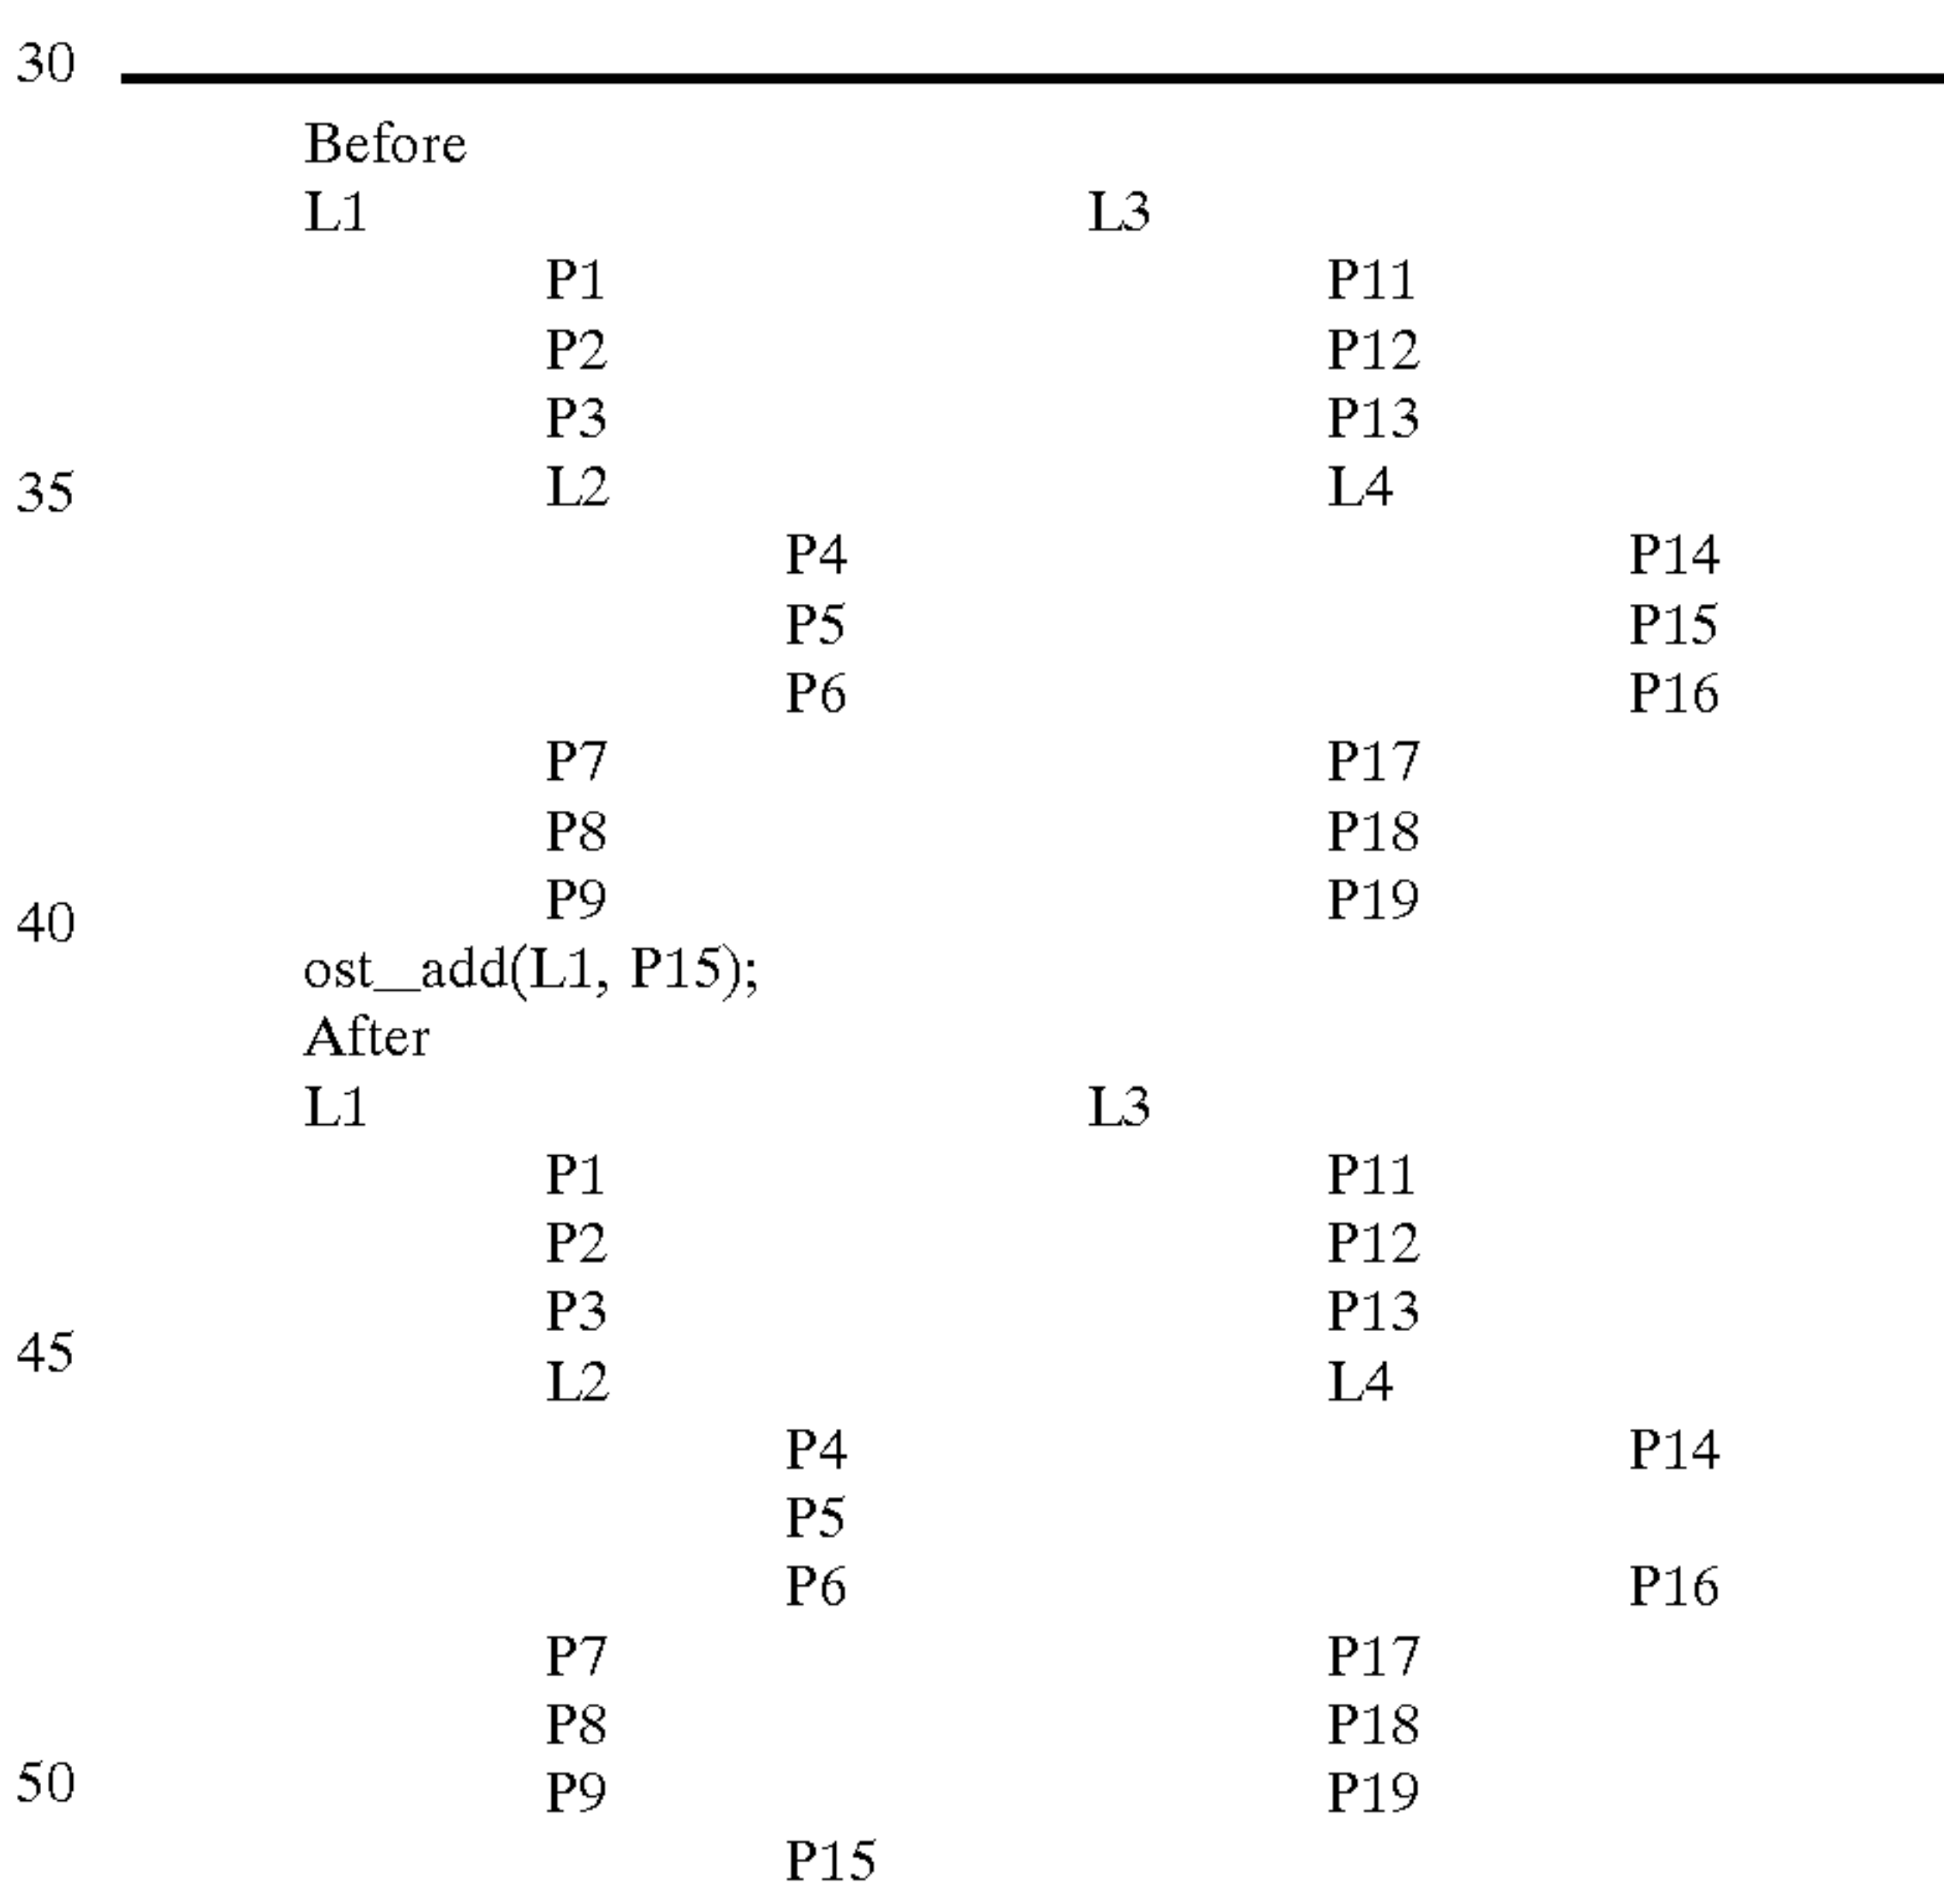 30
Before
L1 L3
P1 P11
P2 P12
P3 P13
35 L2 L4
P4 P14
P5 P15
P6 P16
P7 P17
P8 P18
40 P9 P19
ost_add(L1, P15);
After
L1 L3
P1 P11
P2 P12
P3 P13
45 L2 L4
P4 P14
P5
P6 P16
P7 P17
P8 P18
50 P9 P19
P15